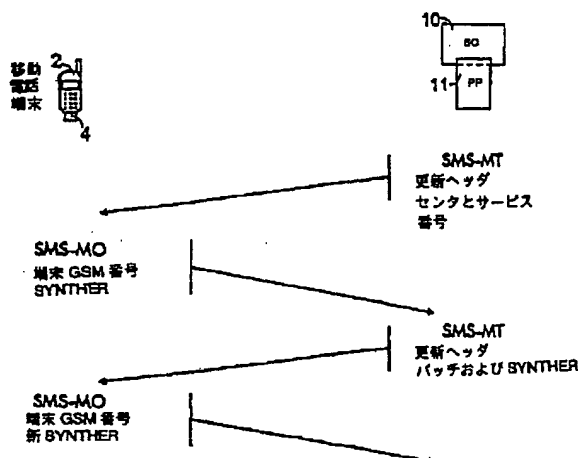 10
SC
11
PP
移動
電話
端末
2
4
SMS-MT
更新ヘッダ
センタとサービス
番号
SMS-MO
端末 GSM 番号
SYNTHER
SMS-MT
更新ヘッダ
パッチおよび SYNTHER
SMS-MO
端末 GSM 番号
新 SYNTHER